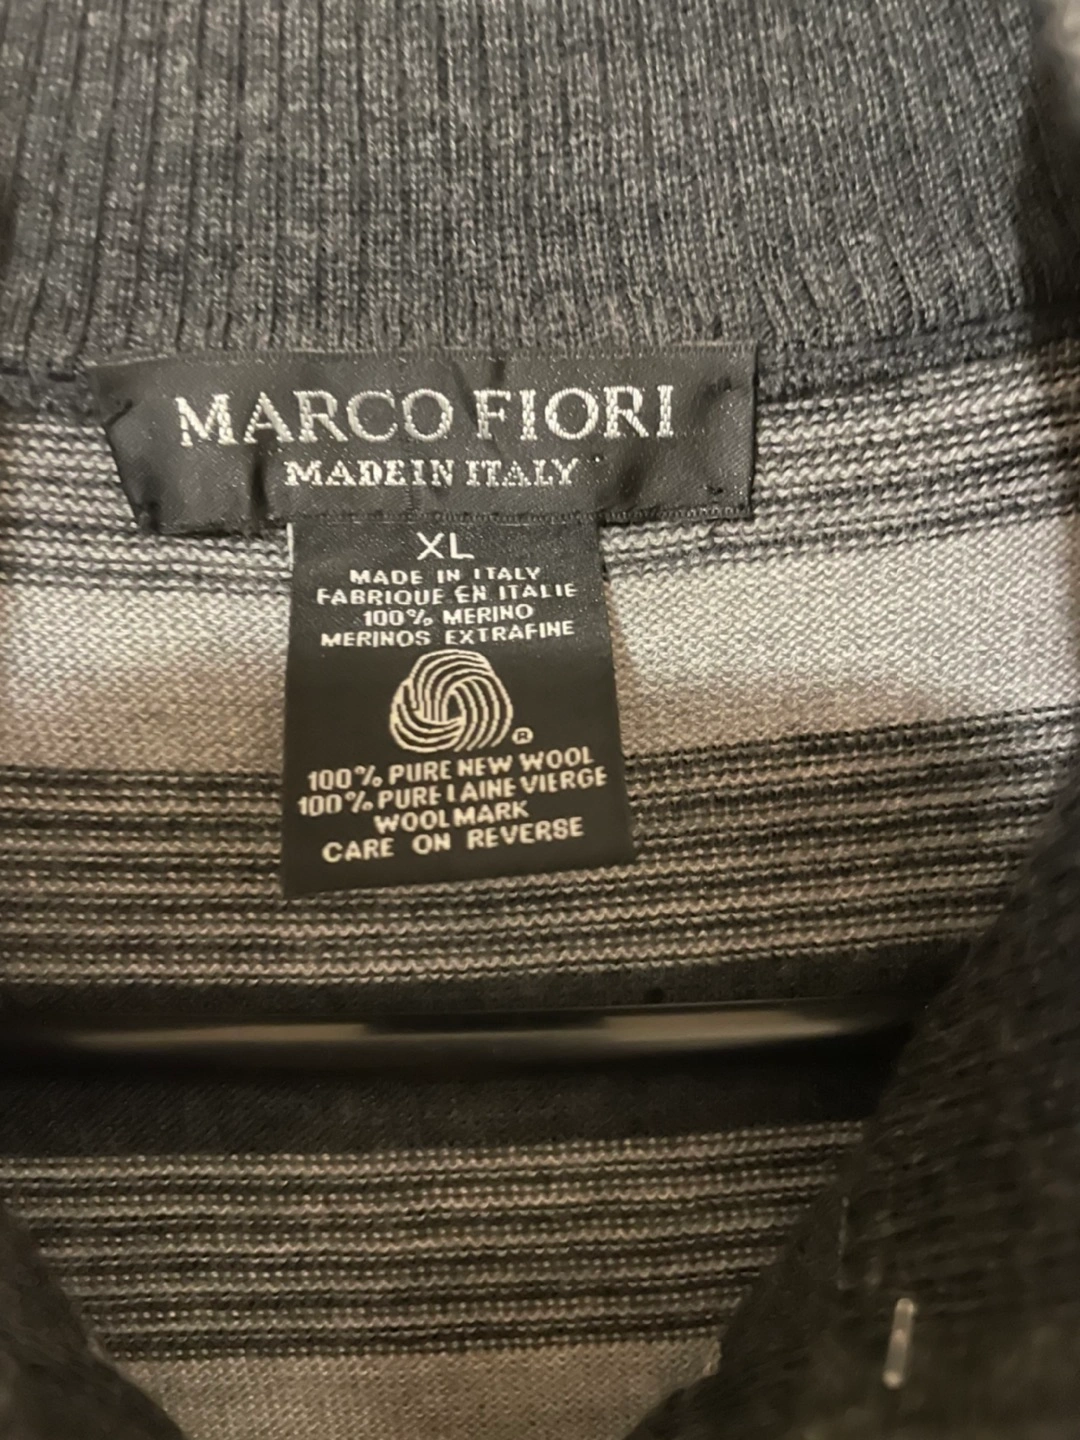 MARCO FIORI
MADE IN ITALY
XL
MADE IN ITALY
FABRIQUE EN ITALIE
100% MERINO
MERINOS EXTRAFINE
®
100% PURE NEW WOOL
100% PURE LAINE VIERGE
WOOLMARK
CARE ON REVERSE